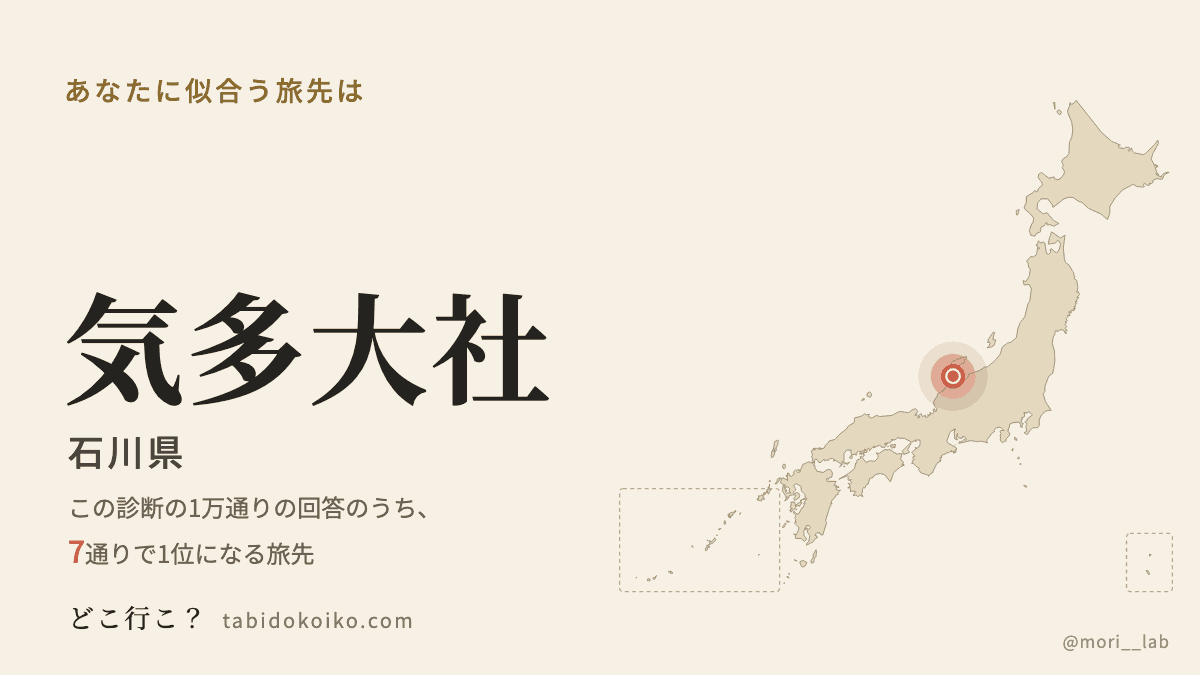 あなたに似合う旅先は
気多大社
石川県
この診断の1万通りの回答のうち、
7通りで1位になる旅先
どこ行こ？ tabidokoiko.com
@mori__lab